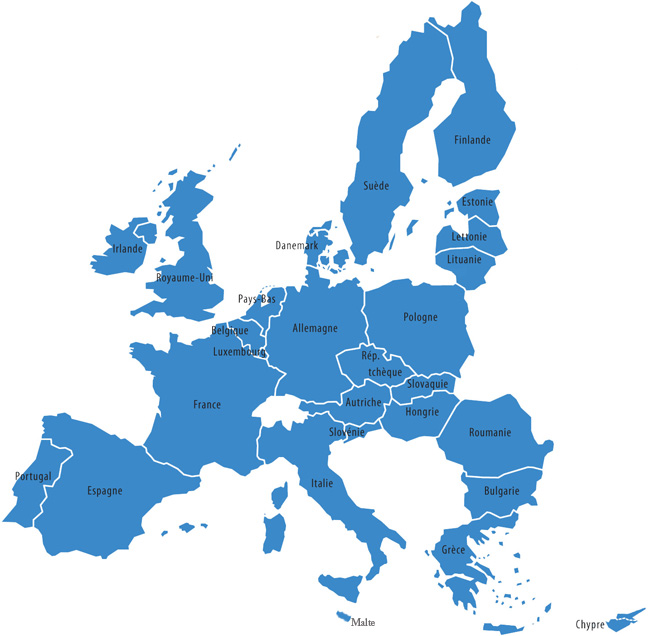 Finlande
Suède
Estonie
Lettonie
Lituanie
Danemark
Irlande
Royaume-Uni
Pays-Bas
Belgique
Luxembourg
Allemagne
Pologne
Rép.
tchèque
Slovaquie
Autriche
Hongrie
France
Slovénie
Roumanie
Portugal
Espagne
Italie
Bulgarie
Grèce
Malte
Chypre